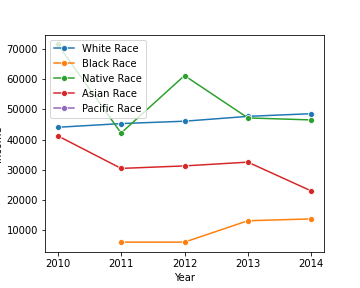 70000
60000
50000
40000
30000
20000
10000
White Race
Black Race
Native Race
Asian Race
Pacific Race
2010 2011 2012 2013 2014
Year